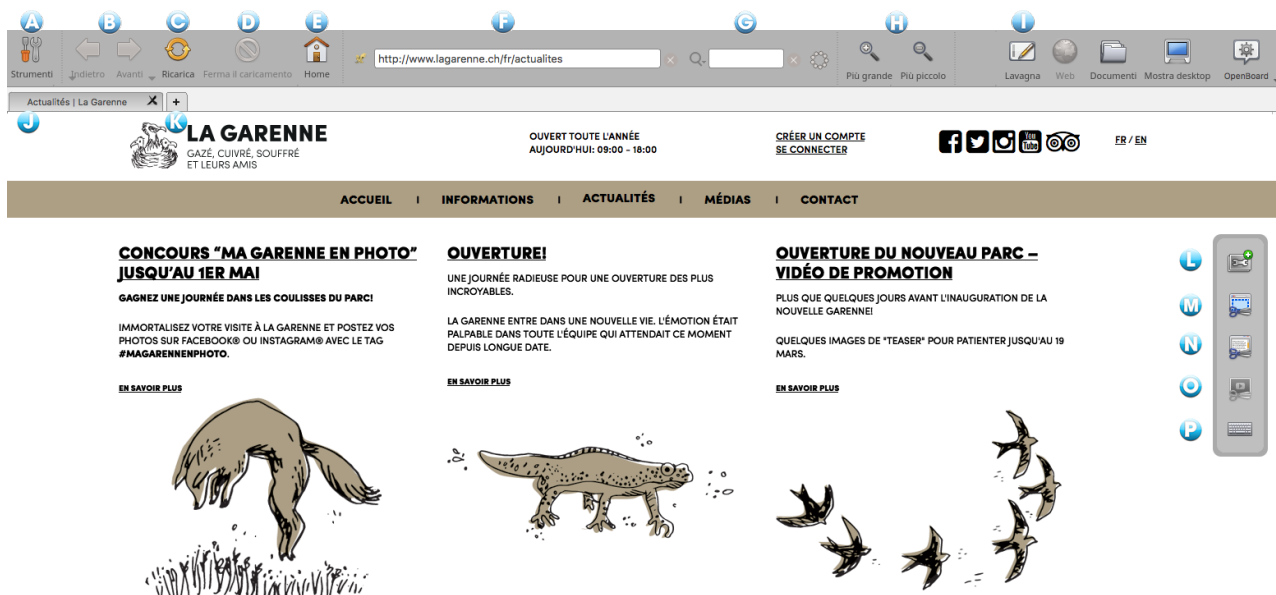 A B C D E F G H I
http://www.lagarenne.ch/fr/actualites
Strumenti Indietro Avanti Ricarica Ferma il caricamento Home Più grande Più piccolo Lavagna Web Documenti Mostra desktop OpenBoard
Actualités | La Garenne X +
J K
LA GARENNE
GAZÉ, CUIVRÉ, SOUFFRÉ
ET LEURS AMIS
OUVERT TOUTE L'ANNÉE
AUJOURD'HUI: 09:00 - 18:00
CRÉER UN COMPTE
SE CONNECTER
You
Tube
FR / EN
ACCUEIL I INFORMATIONS I ACTUALITÉS I MÉDIAS I CONTACT
CONCOURS “MA GARENNE EN PHOTO”
JUSQU’AU 1ER MAI
GAGNEZ UNE JOURNÉE DANS LES COULISSES DU PARC!
IMMORTALISEZ VOTRE VISITE À LA GARENNE ET POSTEZ VOS
PHOTOS SUR FACEBOOK® OU INSTAGRAM® AVEC LE TAG
#MAGARENNENPHOTO.
EN SAVOIR PLUS
OUVERTURE!
UNE JOURNÉE RADIEUSE POUR UNE OUVERTURE DES PLUS
INCROYABLES.
LA GARENNE ENTRE DANS UNE NOUVELLE VIE. L'ÉMOTION ÉTAIT
PALPABLE DANS TOUTE L'ÉQUIPE QUI ATTENDAIT CE MOMENT
DEPUIS LONGUE DATE.
EN SAVOIR PLUS
OUVERTURE DU NOUVEAU PARC –
VIDÉO DE PROMOTION
PLUS QUE QUELQUES JOURS AVANT L'INAUGURATION DE LA
NOUVELLE GARENNE!
QUELQUES IMAGES DE "TEASER" POUR PATIENTER JUSQU'AU 19
MARS.
EN SAVOIR PLUS
L
M
N
O
P